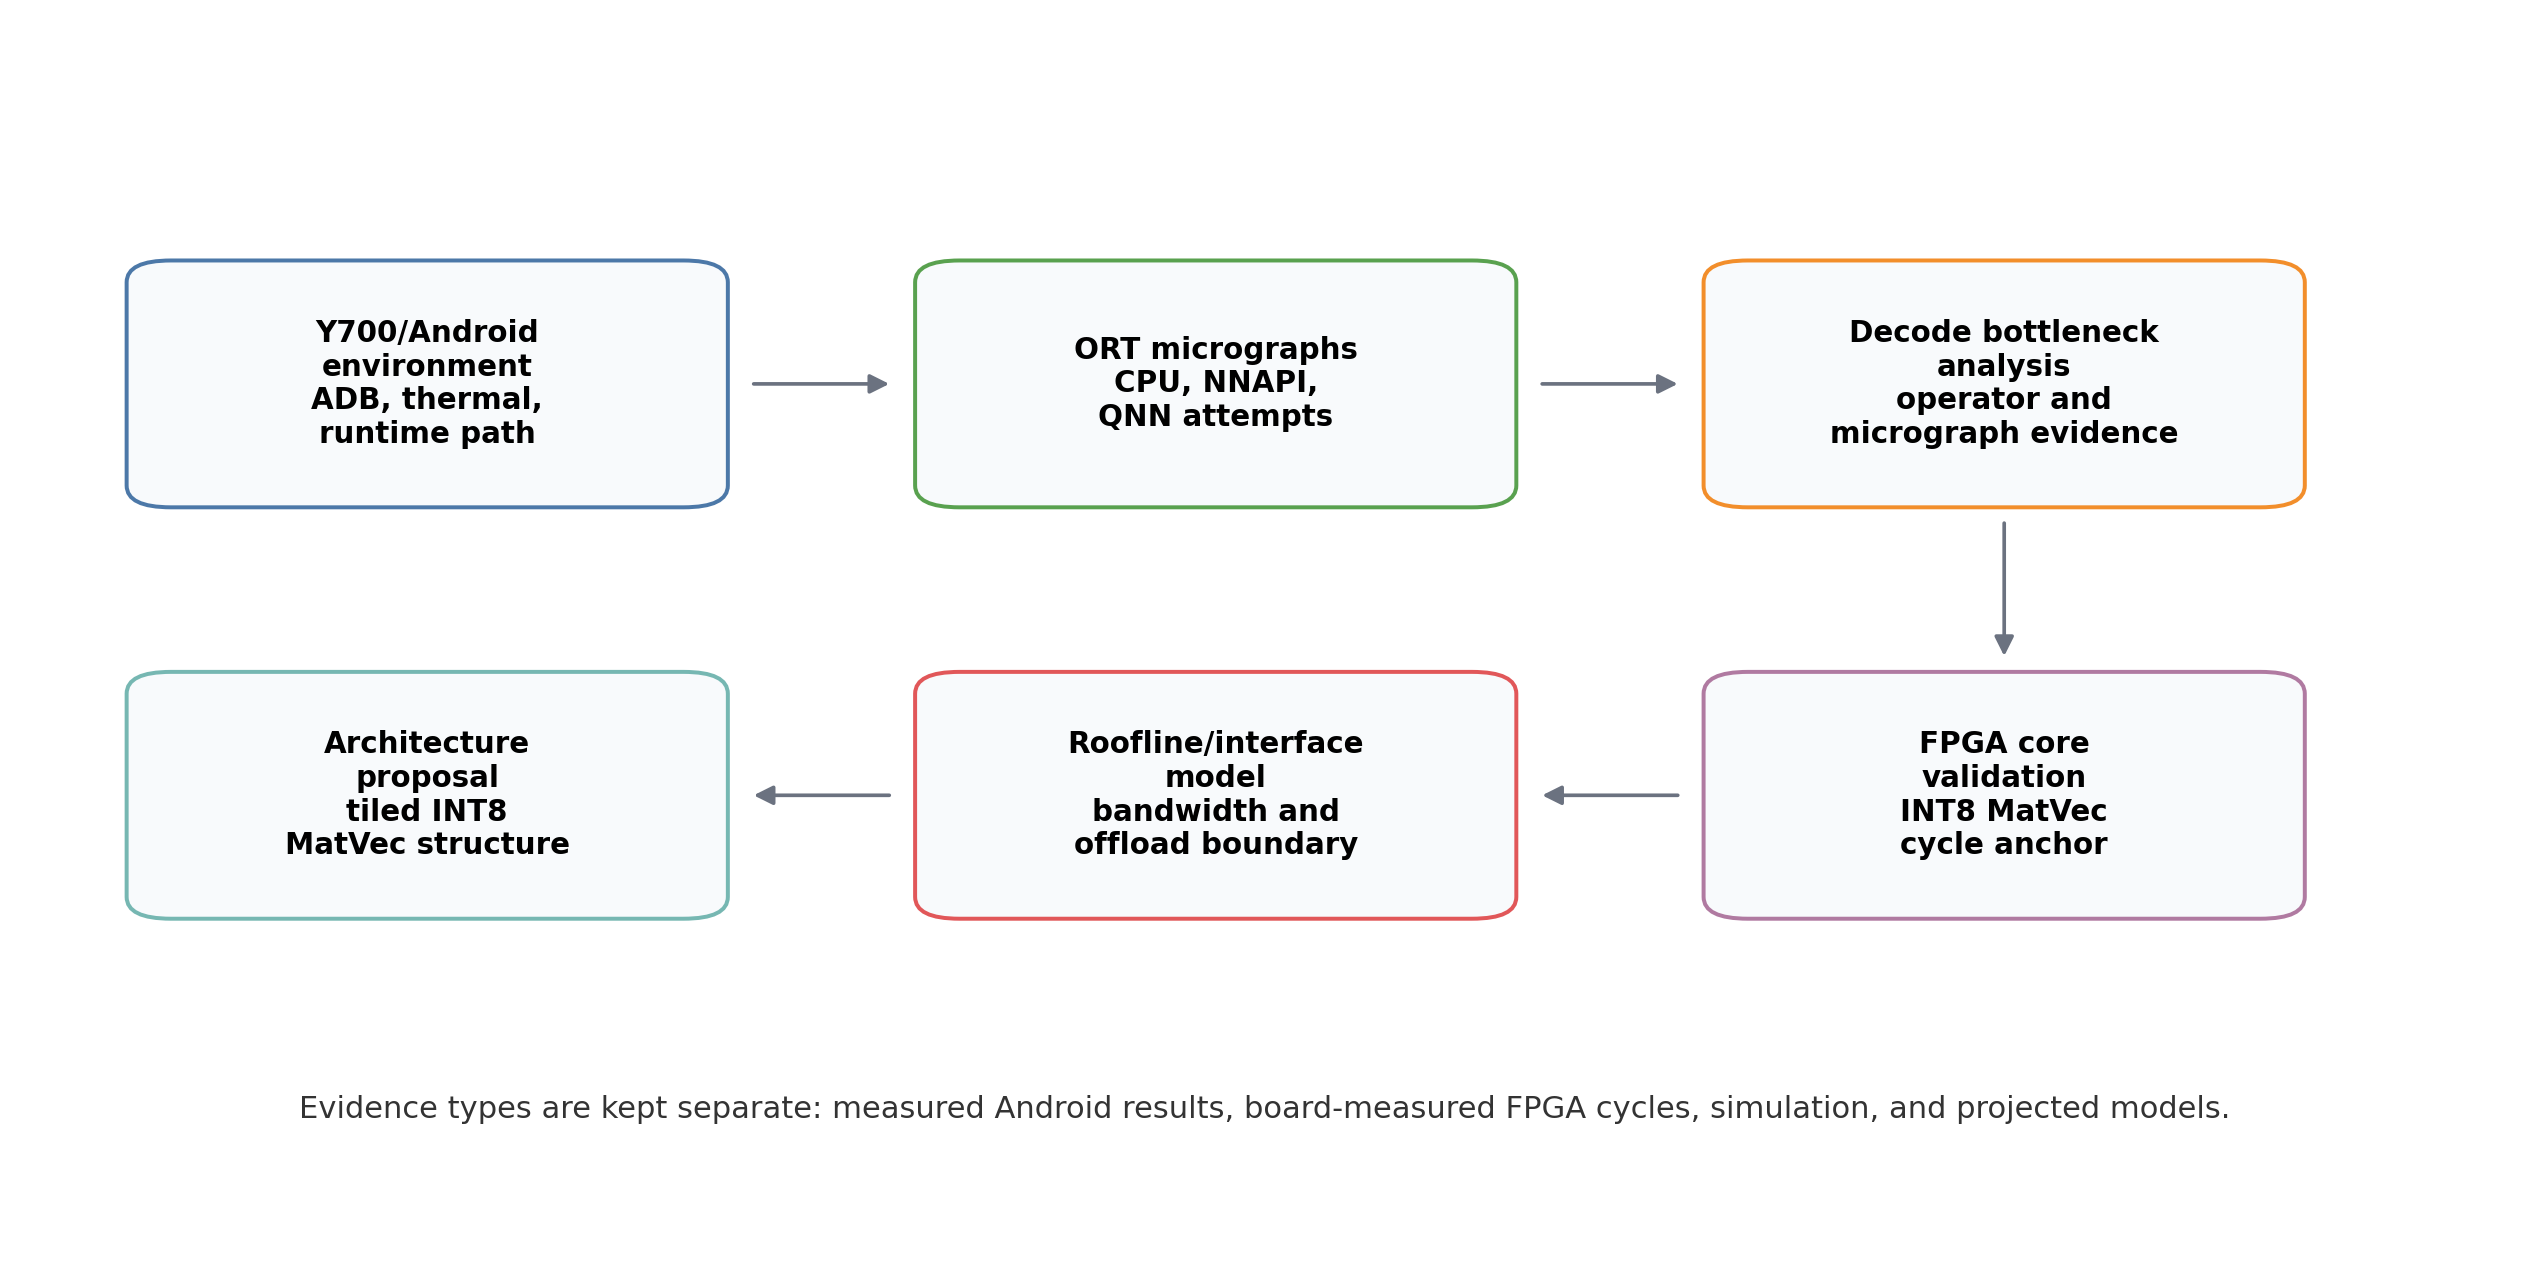 Y700/Android
environment
ADB, thermal,
runtime path
ORT micrographs
CPU, NNAPI,
QNN attempts
Decode bottleneck
analysis
operator and
micrograph evidence
Architecture
proposal
tiled INT8
MatVec structure
Roofline/interface
model
bandwidth and
offload boundary
FPGA core
validation
INT8 MatVec
cycle anchor
Evidence types are kept separate: measured Android results, board-measured FPGA cycles, simulation, and projected models.